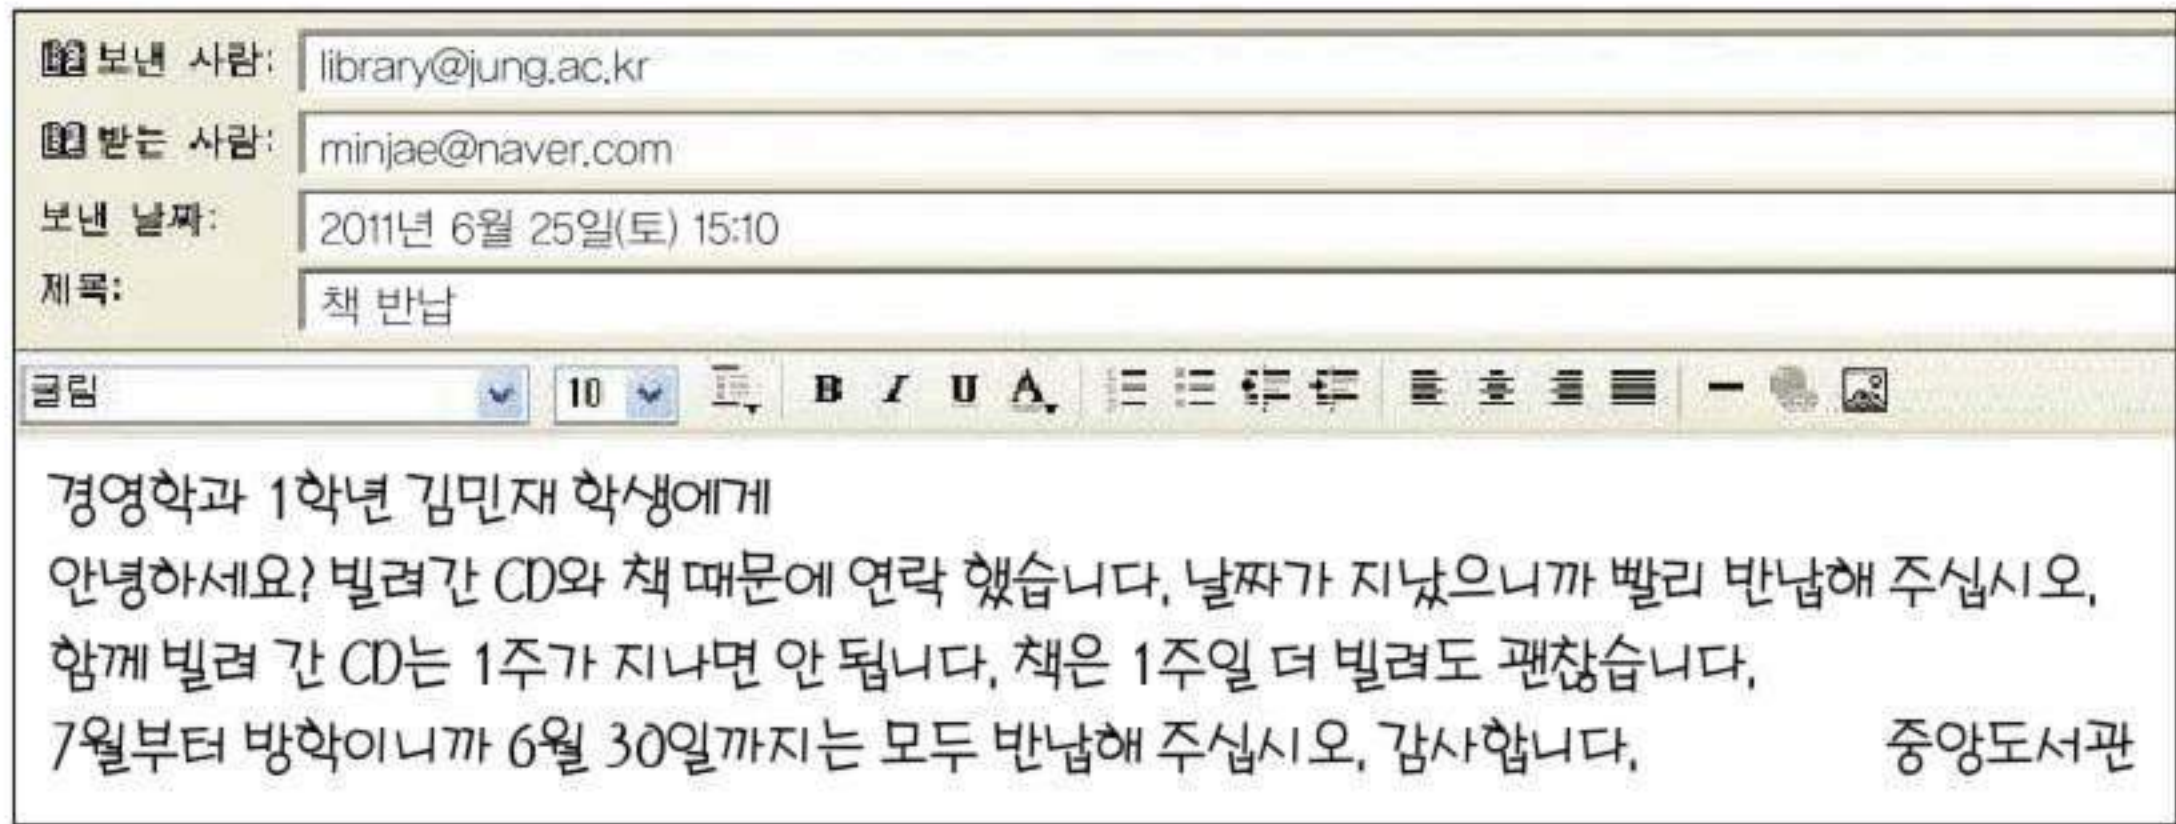 보낸 사람: library@jung.ac.kr
받는 사람: minjae@naver.com
보낸 날짜: 2011년 6월 25일(토) 15:10
제목: 책 반납
굴림 10 B I U A
경영학과 1학년 김민재 학생에게
안녕하세요? 빌려간 CD와 책 때문에 연락 했습니다. 날짜가 지났으니까 빨리 반납해 주십시오.
함께 빌려 간 CD는 1주가 지나면 안 됩니다. 책은 1주일 더 빌려도 괜찮습니다.
7월부터 방학이니까 6월 30일까지는 모두 반납해 주십시오. 감사합니다. 중앙도서관